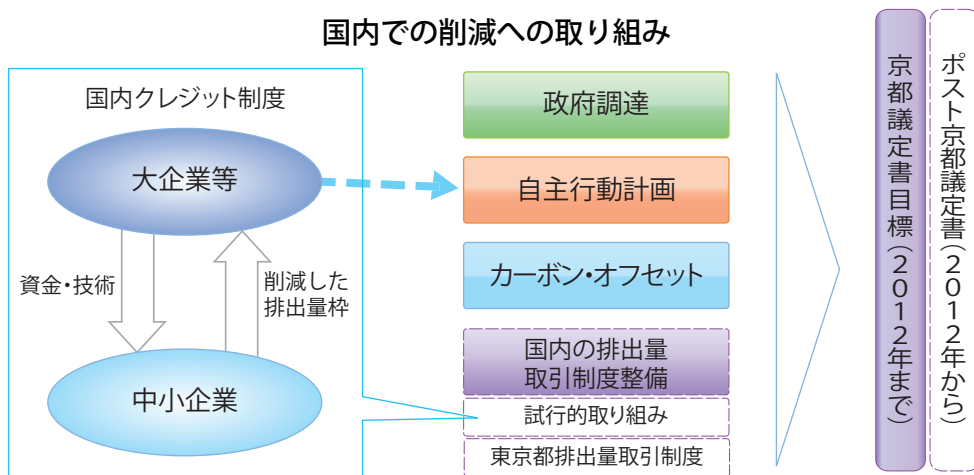 国内での削減への取り組み
国内クレジット制度
大企業等
資金・技術
削減した
排出量枠
中小企業
政府調達
自主行動計画
カーボン・オフセット
国内の排出量
取引制度整備
試行的取り組み
東京都排出量取引制度
京都議定書目標(2012年まで)
ポスト京都議定書(2012年から)